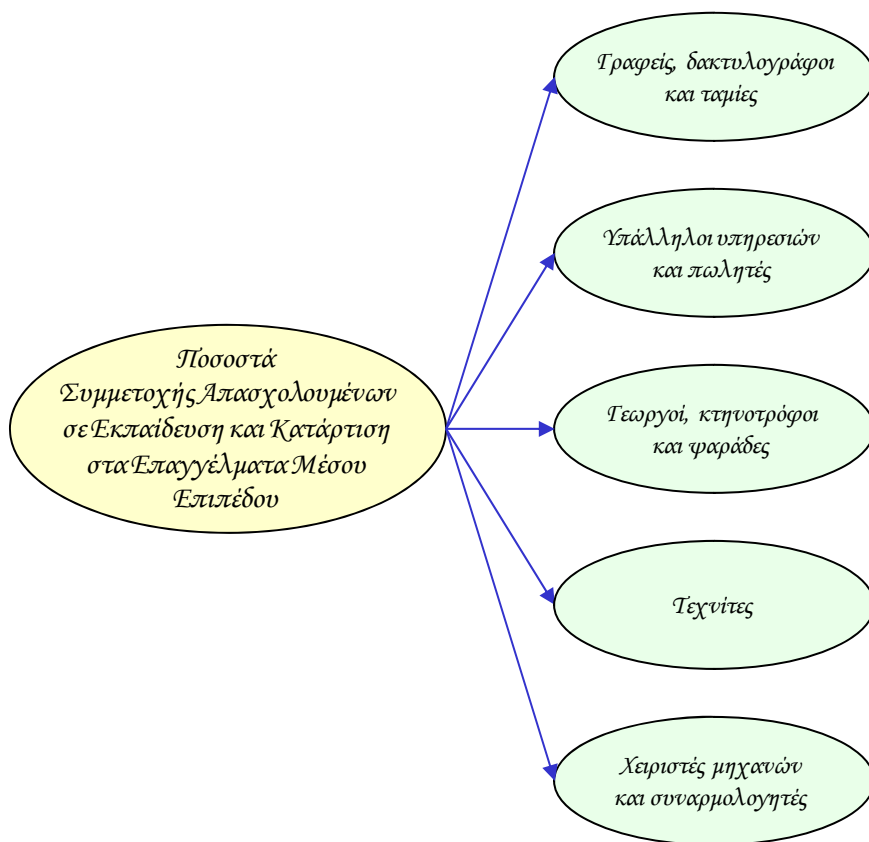 Γραφείς, δακτυλογράφοι
και ταμίες
Υπάλληλοι υπηρεσιών
και πωλητές
Ποσοστά
Συμμετοχής Απασχολουμένων
σε Εκπαίδευση και Κατάρτιση
στα Επαγγέλματα Μέσου
Επιπέδου
Γεωργοί, κτηνοτρόφοι
και ψαράδες
Τεχνίτες
Χειριστές μηχανών
και συναρμολογητές